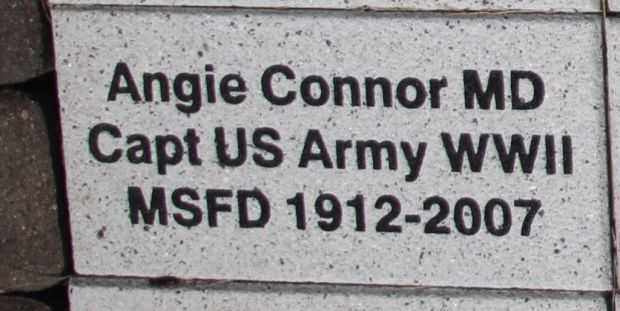 Angie Connor MD
Capt US Army WWII
MSFD 1912-2007